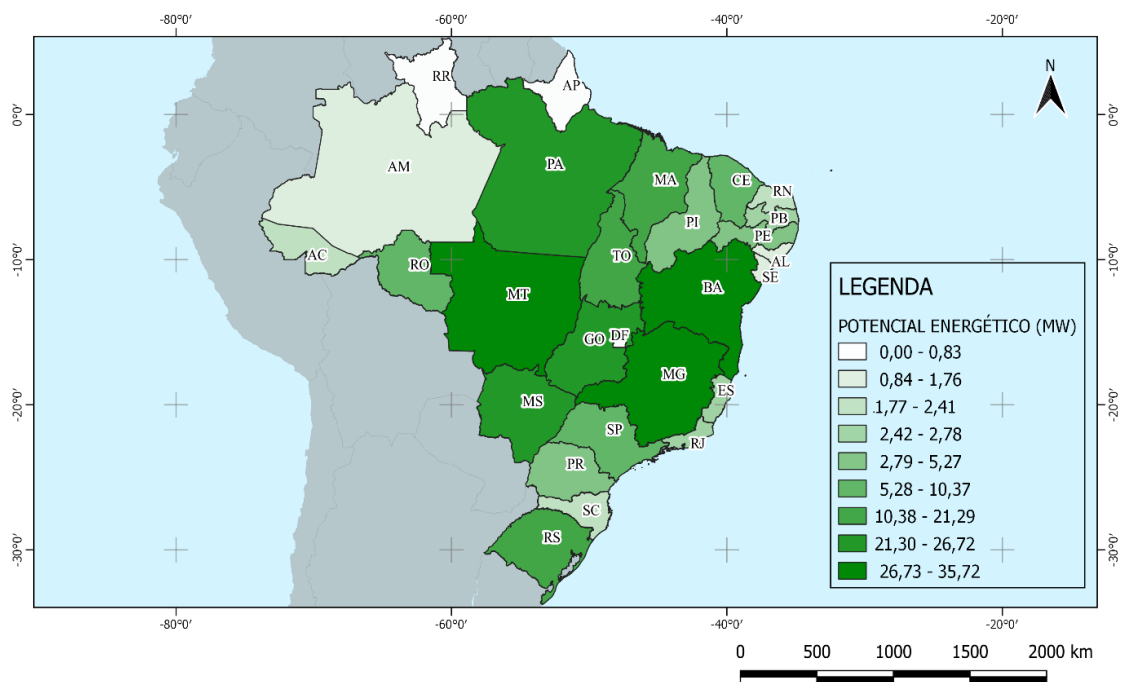 -80°0′ -60°0′ -40°0′ -20°0′
N
RR
AP
0°0′ 0°0′
AM
PA
MA
CE
RN
PI
PB
PE
AC
RO
TO
AL
SE
-10°0′ -10°0′
MT
BA
GO
DF
MG
MS
ES
SP
RJ
-20°0′ -20°0′
PR
SC
RS
-30°0′ -30°0′
LEGENDA
POTENCIAL ENERGÉTICO (MW)
0,00 - 0,83
0,84 - 1,76
1,77 - 2,41
2,42 - 2,78
2,79 - 5,27
5,28 - 10,37
10,38 - 21,29
21,30 - 26,72
26,73 - 35,72
-80°0′ -60°0′ -40°0′ -20°0′
0 500 1000 1500 2000 km